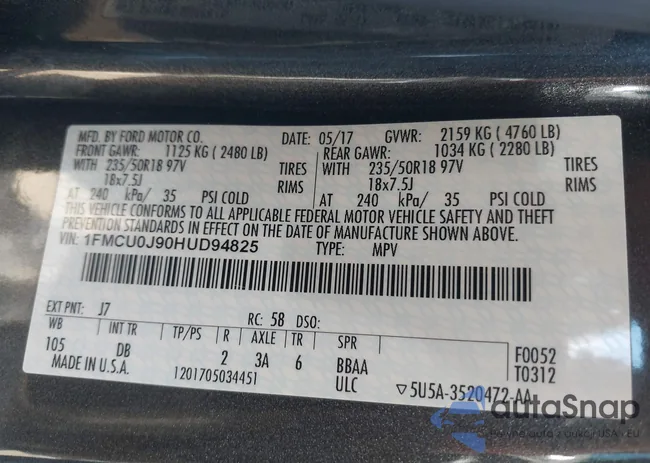 MFD. BY FORD MOTOR CO. DATE: 05/17 GVWR: 2159 KG ( 4760 LB)
FRONT GAWR: 1125 KG ( 2480 LB) REAR GAWR: 1034 KG ( 2280 LB)
WITH 235/50R18 97V TIRES WITH 235/50R18 97V TIRES
18x7.5J RIMS 18x7.5J RIMS
AT 240 kPa/ 35 PSI COLD AT 240 kPa/ 35 PSI COLD
THIS VEHICLE CONFORMS TO ALL APPLICABLE FEDERAL MOTOR VEHICLE SAFETY AND THEFT
PREVENTION STANDARDS IN EFFECT ON THE DATE OF MANUFACTURE SHOWN ABOVE.
VIN: 1FMCU0J90HUD94825 TYPE: MPV
EXT PNT: J7 RC: 58 DSO:
WB INT TR TP/PS R AXLE TR SPR
105 DB 2 3A 6 BBAA F0052
MADE IN U.S.A. 1201705034451 ULC T0312
▽5U5A-3520472-AA
autaSnap